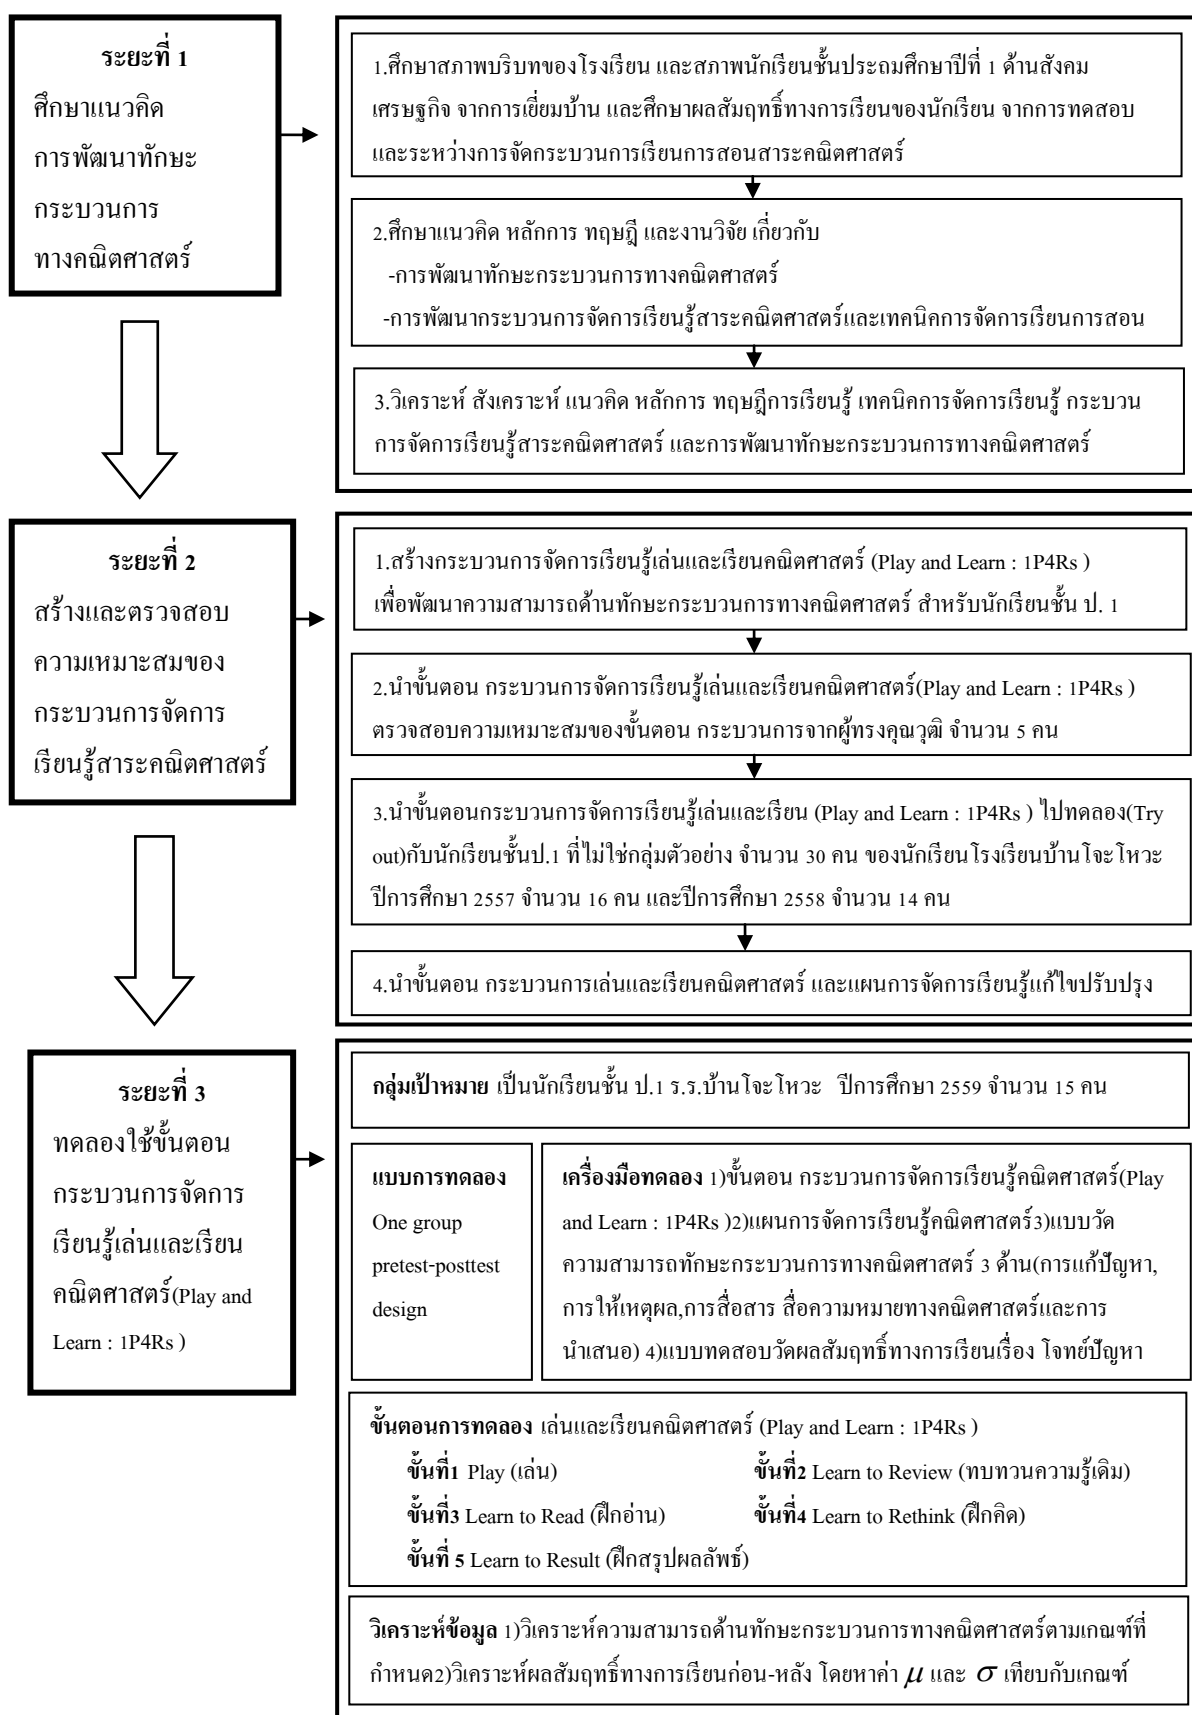 ระยะที่ 1
ศึกษาแนวคิด
การพัฒนาทักษะ
กระบวนการ
ทางคณิตศาสตร์
1.ศึกษาสภาพบริบทของโรงเรียน และสภาพนักเรียนชั้นประถมศึกษาปีที่ 1 ด้านสังคม
เศรษฐกิจ จากการเยี่ยมบ้าน และศึกษาผลสัมฤทธิ์ทางการเรียนของนักเรียน จากการทดสอบ
และระหว่างการจัดกระบวนการเรียนการสอนสาระคณิตศาสตร์
2.ศึกษาแนวคิด หลักการ ทฤษฎี และงานวิจัย เกี่ยวกับ
-การพัฒนาทักษะกระบวนการทางคณิตศาสตร์
-การพัฒนากระบวนการจัดการเรียนรู้สาระคณิตศาสตร์และเทคนิคการจัดการเรียนการสอน
3.วิเคราะห์ สังเคราะห์ แนวคิด หลักการ ทฤษฎีการเรียนรู้ เทคนิคการจัดการเรียนรู้ กระบวน
การจัดการเรียนรู้สาระคณิตศาสตร์ และการพัฒนาทักษะกระบวนการทางคณิตศาสตร์
ระยะที่ 2
สร้างและตรวจสอบ
ความเหมาะสมของ
กระบวนการจัดการ
เรียนรู้สาระคณิตศาสตร์
1.สร้างกระบวนการจัดการเรียนรู้เล่นและเรียนคณิตศาสตร์ (Play and Learn : 1P4Rs )
เพื่อพัฒนาความสามารถด้านทักษะกระบวนการทางคณิตศาสตร์ สำหรับนักเรียนชั้น ป. 1
2.นำขั้นตอน กระบวนการจัดการเรียนรู้เล่นและเรียนคณิตศาสตร์(Play and Learn : 1P4Rs )
ตรวจสอบความเหมาะสมของขั้นตอน กระบวนการจากผู้ทรงคุณวุฒิ จำนวน 5 คน
3.นำขั้นตอนกระบวนการจัดการเรียนรู้เล่นและเรียน (Play and Learn : 1P4Rs ) ไปทดลอง(Try
out)กับนักเรียนชั้นป.1 ที่ไม่ใช่กลุ่มตัวอย่าง จำนวน 30 คน ของนักเรียนโรงเรียนบ้านโจะโหวะ
ปีการศึกษา 2557 จำนวน 16 คน และปีการศึกษา 2558 จำนวน 14 คน
4.นำขั้นตอน กระบวนการเล่นและเรียนคณิตศาสตร์ และแผนการจัดการเรียนรู้แก้ไขปรับปรุง
ระยะที่ 3
ทดลองใช้ขั้นตอน
กระบวนการจัดการ
เรียนรู้เล่นและเรียน
คณิตศาสตร์(Play and
Learn : 1P4Rs )
กลุ่มเป้าหมาย เป็นนักเรียนชั้น ป.1 ร.ร.บ้านโจะโหวะ ปีการศึกษา 2559 จำนวน 15 คน
แบบการทดลอง
One group
pretest-posttest
design
เครื่องมือทดลอง 1)ขั้นตอน กระบวนการจัดการเรียนรู้คณิตศาสตร์(Play
and Learn : 1P4Rs )2)แผนการจัดการเรียนรู้คณิตศาสตร์3)แบบวัด
ความสามารถทักษะกระบวนการทางคณิตศาสตร์ 3 ด้าน(การแก้ปัญหา,
การให้เหตุผล,การสื่อสาร สื่อความหมายทางคณิตศาสตร์และการ
นำเสนอ) 4)แบบทดสอบวัดผลสัมฤทธิ์ทางการเรียนเรื่อง โจทย์ปัญหา
ขั้นตอนการทดลอง เล่นและเรียนคณิตศาสตร์ (Play and Learn : 1P4Rs )
ขั้นที่1 Play (เล่น) ขั้นที่2 Learn to Review (ทบทวนความรู้เดิม)
ขั้นที่3 Learn to Read (ฝึกอ่าน) ขั้นที่4 Learn to Rethink (ฝึกคิด)
ขั้นที่ 5 Learn to Result (ฝึกสรุปผลลัพธ์)
วิเคราะห์ข้อมูล 1)วิเคราะห์ความสามารถด้านทักษะกระบวนการทางคณิตศาสตร์ตามเกณฑ์ที่
กำหนด2)วิเคราะห์ผลสัมฤทธิ์ทางการเรียนก่อน-หลัง โดยหาค่า μ และ σ เทียบกับเกณฑ์